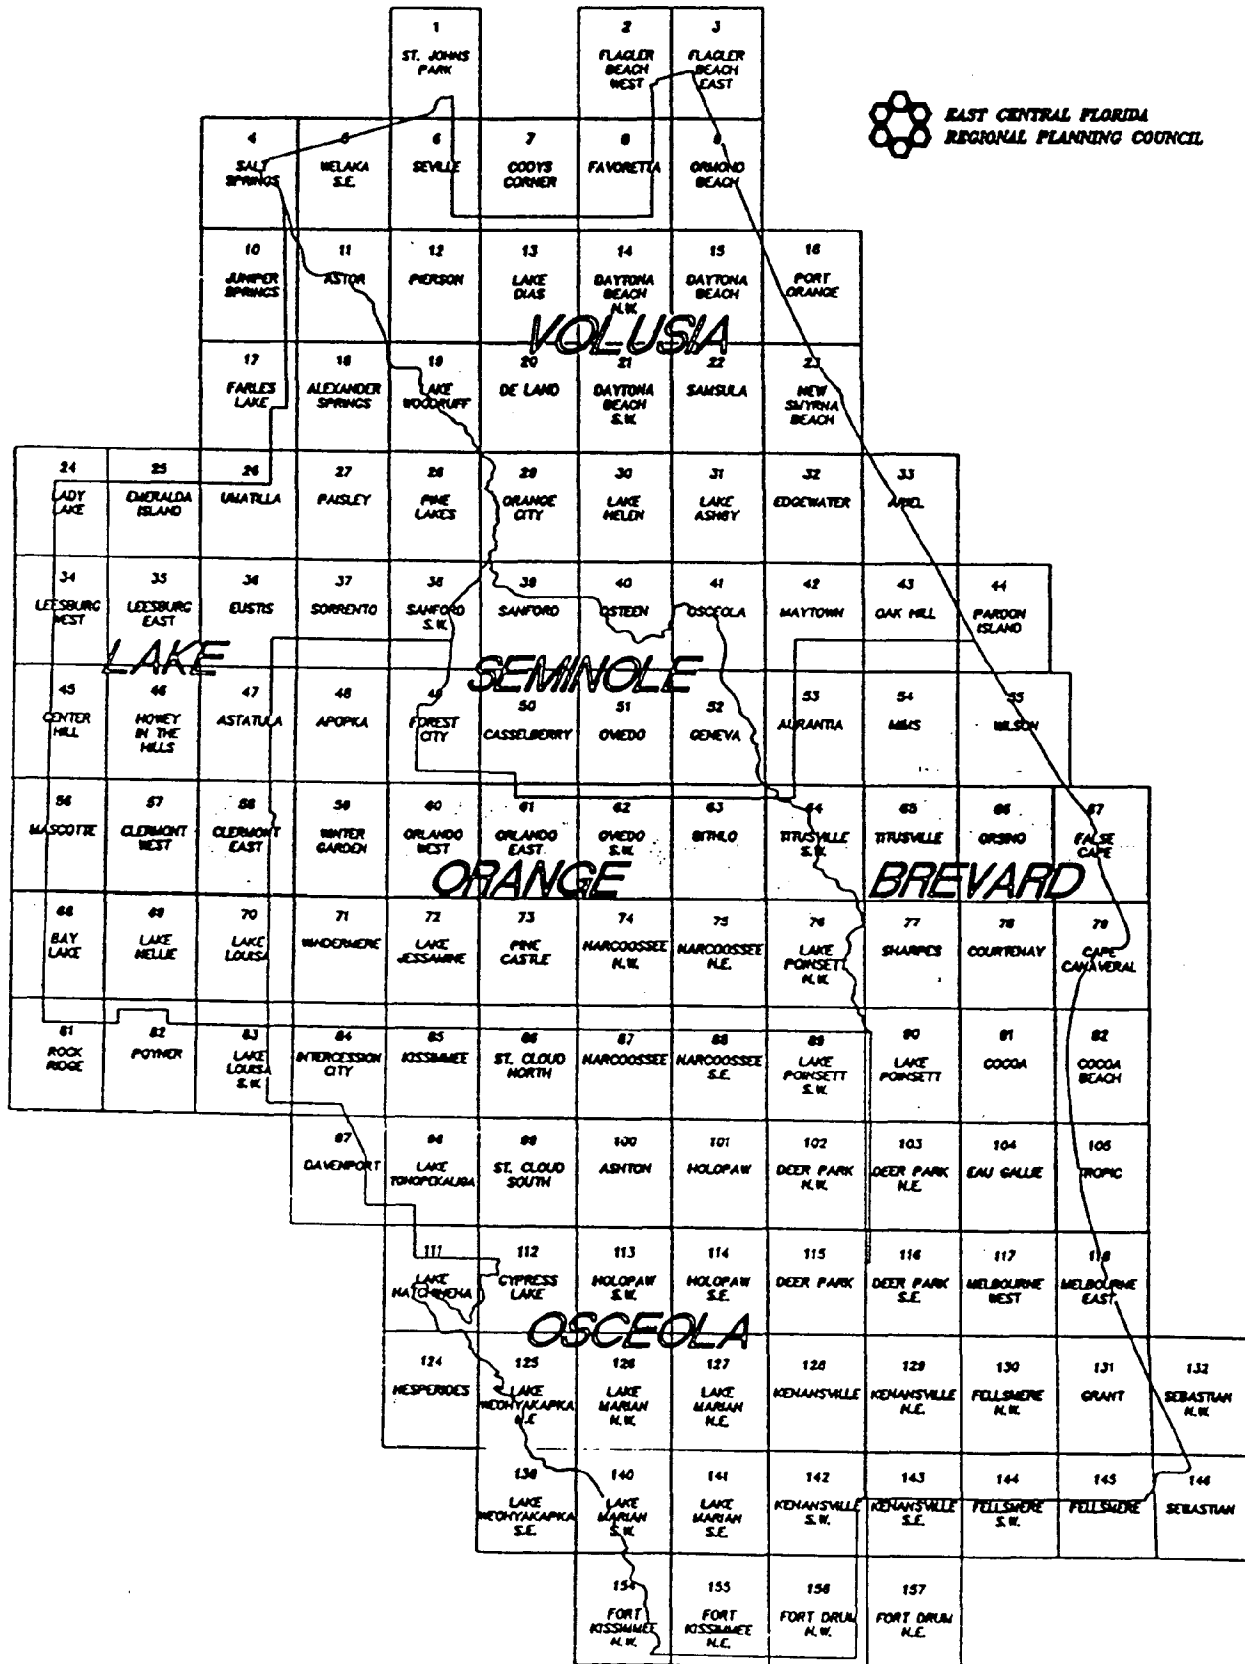 1
ST. JOHNS
PARK
2
FLAGLER
BEACH
WEST
3
FLAGLER
BEACH
EAST
EAST CENTRAL FLORIDA
REGIONAL PLANNING COUNCIL
4
SALT
SPRINGS
5
WELAKA
S.E.
6
SEVILLE
7
CODYS
CORNER
8
FAVORETTA
9
ORMOND
BEACH
10
JUNIPER
SPRINGS
11
ASTOR
12
PIERSON
13
LAKE
DIAS
14
DAYTONA
BEACH
N.W.
15
DAYTONA
BEACH
16
PORT
ORANGE
VOLUSIA
17
FARLES
LAKE
18
ALEXANDER
SPRINGS
19
LAKE
WOODRUFF
20
DE LAND
21
DAYTONA
BEACH
S.W.
22
SAMSULA
23
NEW
SMYRNA
BEACH
24
LADY
LAKE
25
EMERALDA
ISLAND
26
UMATILLA
27
PAISLEY
28
PINE
LAKES
29
ORANGE
CITY
30
LAKE
HELEN
31
LAKE
ASHBY
32
EDGEWATER
33
ARIEL
34
LEESBURG
WEST
35
LEESBURG
EAST
36
EUSTIS
37
SORRENTO
38
SANFORD
S.W.
39
SANFORD
40
OSTEEN
41
OSCEOLA
42
MAYTOWN
43
OAK HILL
44
PARDON
ISLAND
LAKE
SEMINOLE
45
CENTER
HILL
46
HOWEY
IN THE
HILLS
47
ASTATULA
48
APOPKA
49
FOREST
CITY
50
CASSELBERRY
51
OVIEDO
52
GENEVA
53
AURANTIA
54
MIMS
55
WILSON
56
MASCOTTE
57
CLERMONT
WEST
58
CLERMONT
EAST
59
WINTER
GARDEN
60
ORLANDO
WEST
61
ORLANDO
EAST
62
OVIEDO
S.W.
63
BITHLO
64
TITUSVILLE
S.W.
65
TITUSVILLE
66
ORSINO
67
FALSE
CAPE
ORANGE
BREVARD
68
BAY
LAKE
69
LAKE
NELLIE
70
LAKE
LOUISA
71
WINDERMERE
72
LAKE
JESSAMINE
73
PINE
CASTLE
74
NARCOOSSEE
N.W.
75
NARCOOSSEE
N.E.
76
LAKE
POINSETT
N.W.
77
SHARPES
78
COURTENAY
79
CAPE
CANAVERAL
81
ROCK
RIDGE
82
POYNER
83
LAKE
LOUISA
S.W.
84
INTERCESSION
CITY
85
KISSIMMEE
86
ST. CLOUD
NORTH
87
NARCOOSSEE
88
NARCOOSSEE
S.E.
89
LAKE
POINSETT
S.W.
90
LAKE
POINSETT
91
COCOA
92
COCOA
BEACH
97
DAVENPORT
98
LAKE
TOHOPEKALIGA
99
ST. CLOUD
SOUTH
100
ASHTON
101
HOLOPAW
102
DEER PARK
N.W.
103
DEER PARK
N.E.
104
EAU GALLIE
105
TROPIC
111
LAKE
HATCHINEHA
112
CYPRESS
LAKE
113
HOLOPAW
S.W.
114
HOLOPAW
S.E.
115
DEER PARK
116
DEER PARK
S.E.
117
MELBOURNE
WEST
118
MELBOURNE
EAST
OSCEOLA
124
HESPERIDES
125
LAKE
WEOHYAKAPKA
N.E.
126
LAKE
MARIAN
N.W.
127
LAKE
MARIAN
N.E.
128
KENANSVILLE
129
KENANSVILLE
N.E.
130
FELLSMERE
N.W.
131
GRANT
132
SEBASTIAN
N.W.
139
LAKE
WEOHYAKAPKA
S.E.
140
LAKE
MARIAN
S.W.
141
LAKE
MARIAN
S.E.
142
KENANSVILLE
S.W.
143
KENANSVILLE
S.E.
144
FELLSMERE
S.W.
145
FELLSMERE
146
SEBASTIAN
154
FORT
KISSIMMEE
N.W.
155
FORT
KISSIMMEE
N.E.
156
FORT DRUM
N.W.
157
FORT DRUM
N.E.